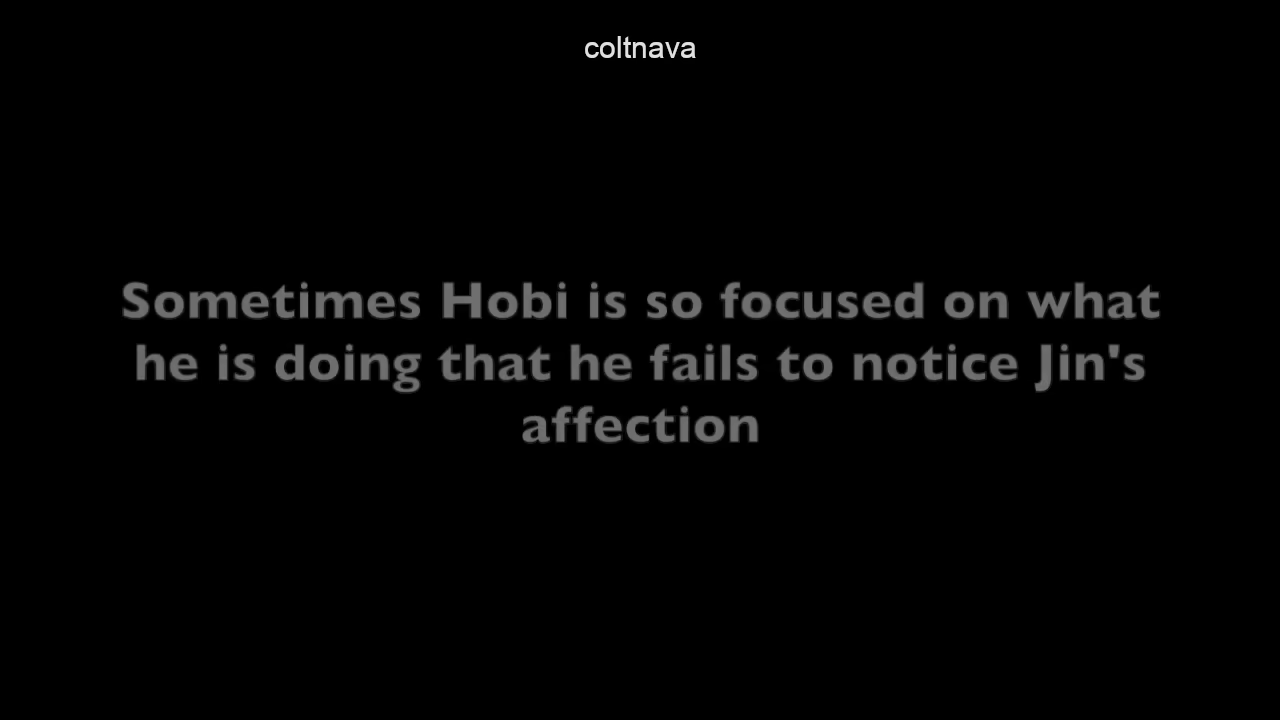 coltnava
Sometimes Hobi is so focused on what
he is doing that he fails to notice Jin's
affection